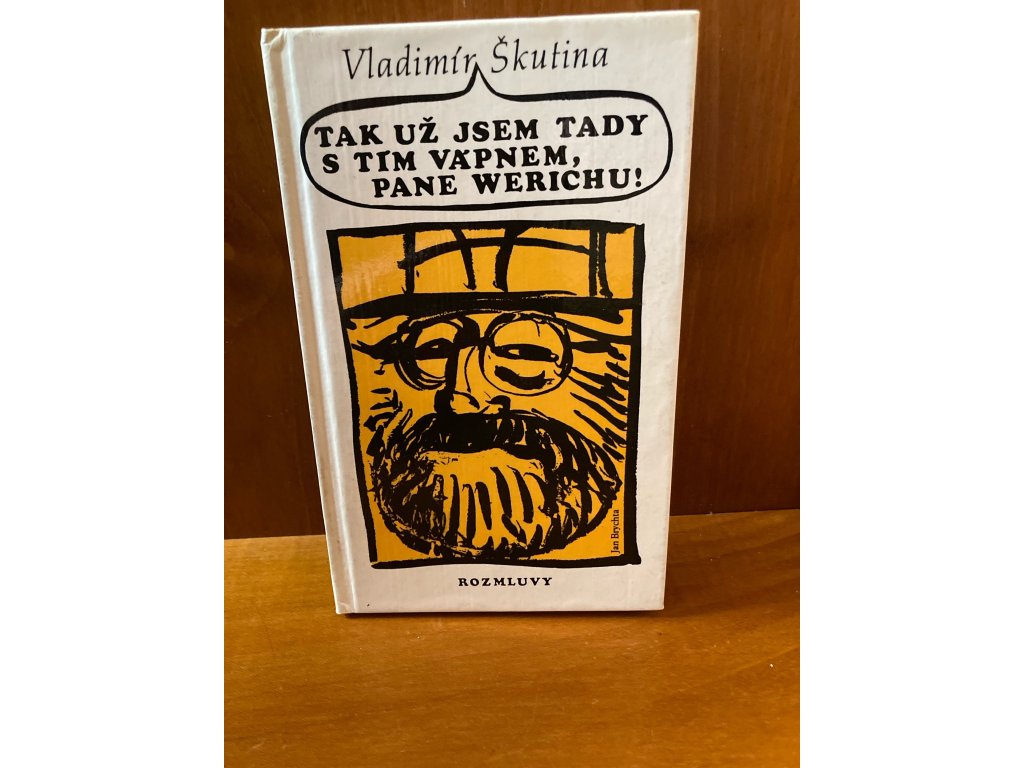 Vladimír Škutina
TAK UŽ JSEM TADY
S TÍM VÁPNEM,
PANE WERICHU!
Jan Brychta
ROZMLUVY